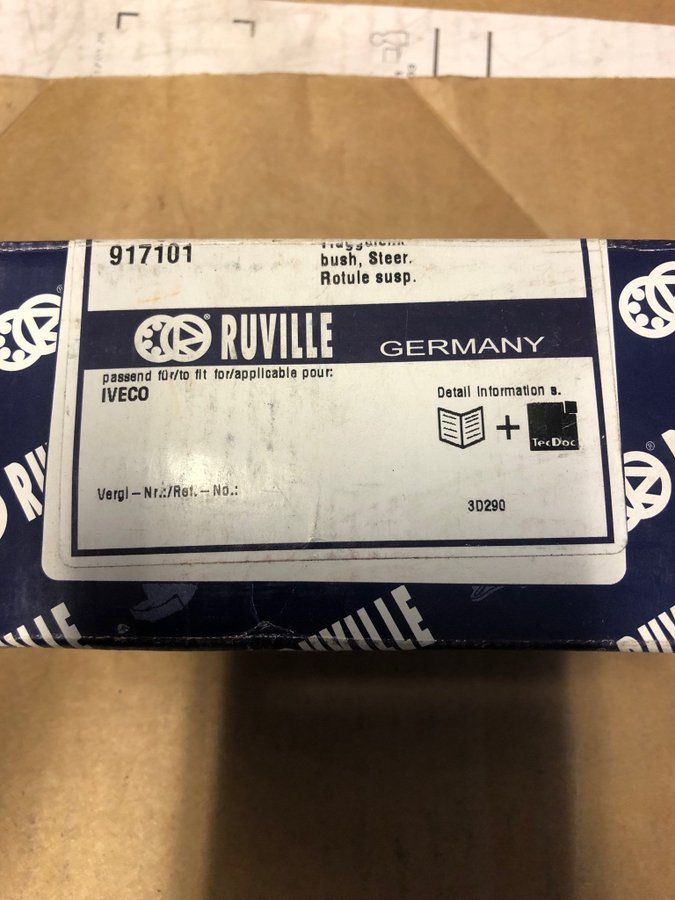 917101
bush, Steer.
Rotule susp.
RUVILLE GERMANY
passend für/to fit for/applicable pour:
IVECO
Detail Information s.
+ TecDoc
Vergl-Nr.:/Ref.-No.:
3D290
RUVILLE